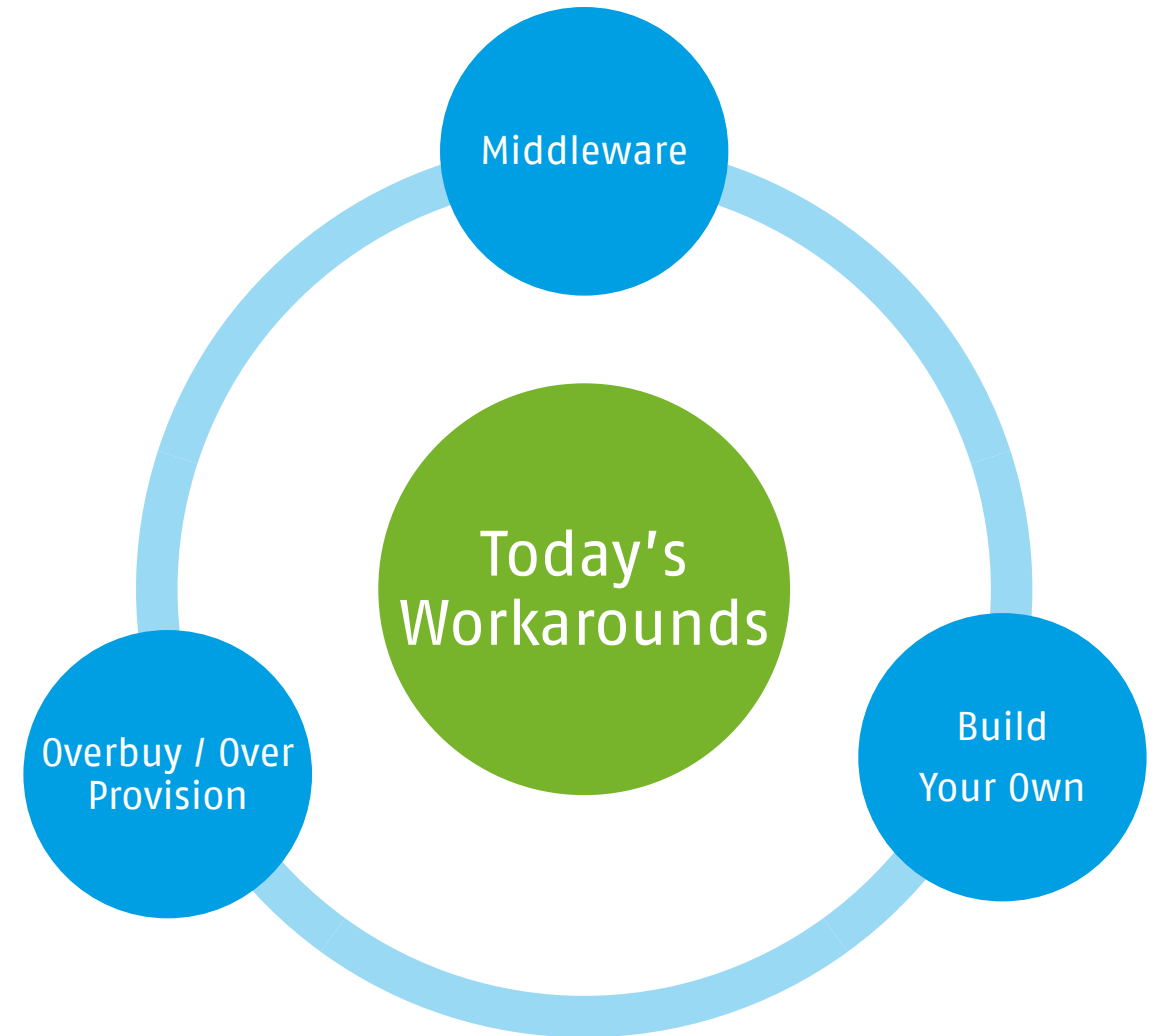 Middleware
Today's
Workarounds
Overbuy / Over
Provision
Build
Your Own